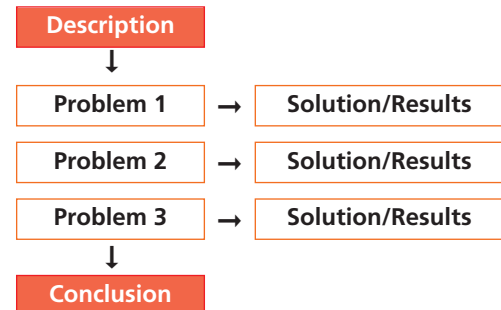 Description
Problem 1 → Solution/Results
Problem 2 → Solution/Results
Problem 3 → Solution/Results
Conclusion